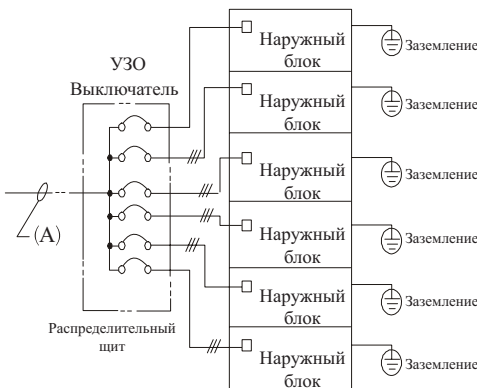 УЗО
Выключатель
(А)
Распределительный
щит
Наружный
блок
Заземление
Наружный
блок
Заземление
Наружный
блок
Заземление
Наружный
блок
Заземление
Наружный
блок
Заземление
Наружный
блок
Заземление